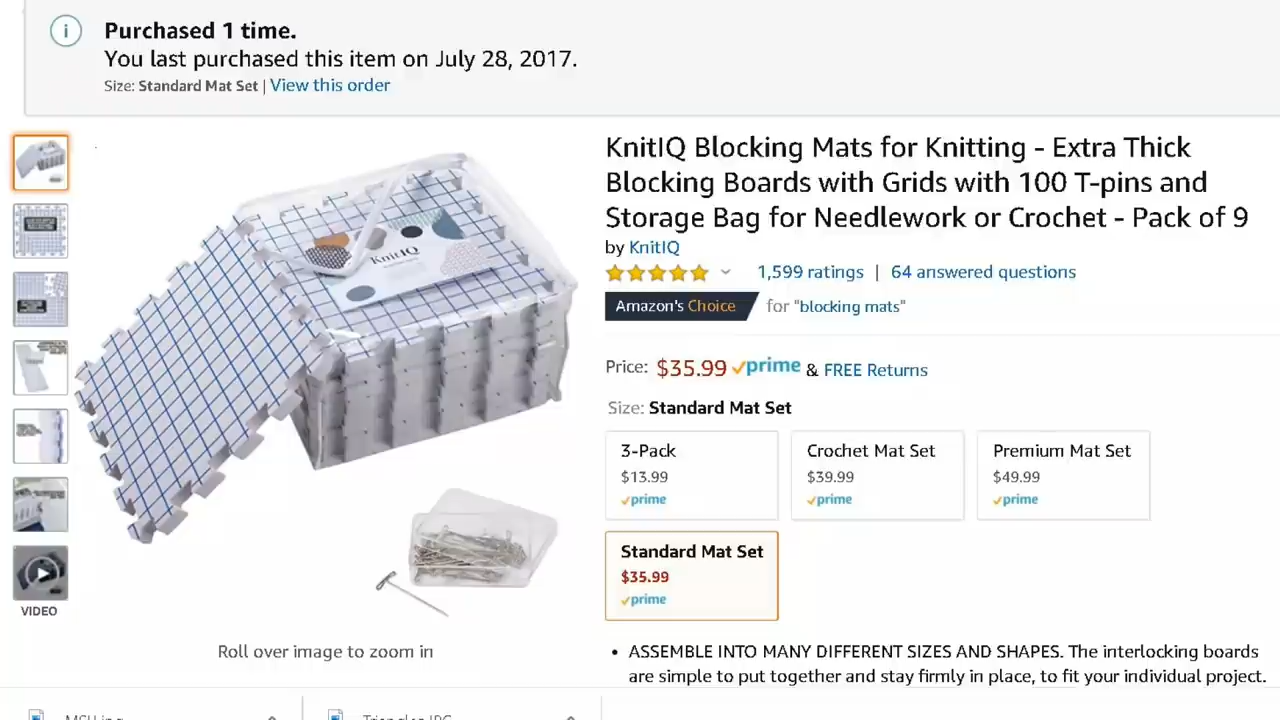 Purchased 1 time.
You last purchased this item on July 28, 2017.
Size: Standard Mat Set | View this order
KnitIQ Blocking Mats for Knitting - Extra Thick
Blocking Boards with Grids with 100 T-pins and
Storage Bag for Needlework or Crochet - Pack of 9
by KnitIQ
1,599 ratings | 64 answered questions
Amazon's Choice for "blocking mats"
KnitIQ
Price: $35.99 prime & FREE Returns
Size: Standard Mat Set
3-Pack
$13.99
prime
Crochet Mat Set
$39.99
prime
Premium Mat Set
$49.99
prime
Standard Mat Set
$35.99
prime
VIDEO
Roll over image to zoom in
• ASSEMBLE INTO MANY DIFFERENT SIZES AND SHAPES. The interlocking boards
are simple to put together and stay firmly in place, to fit your individual project.